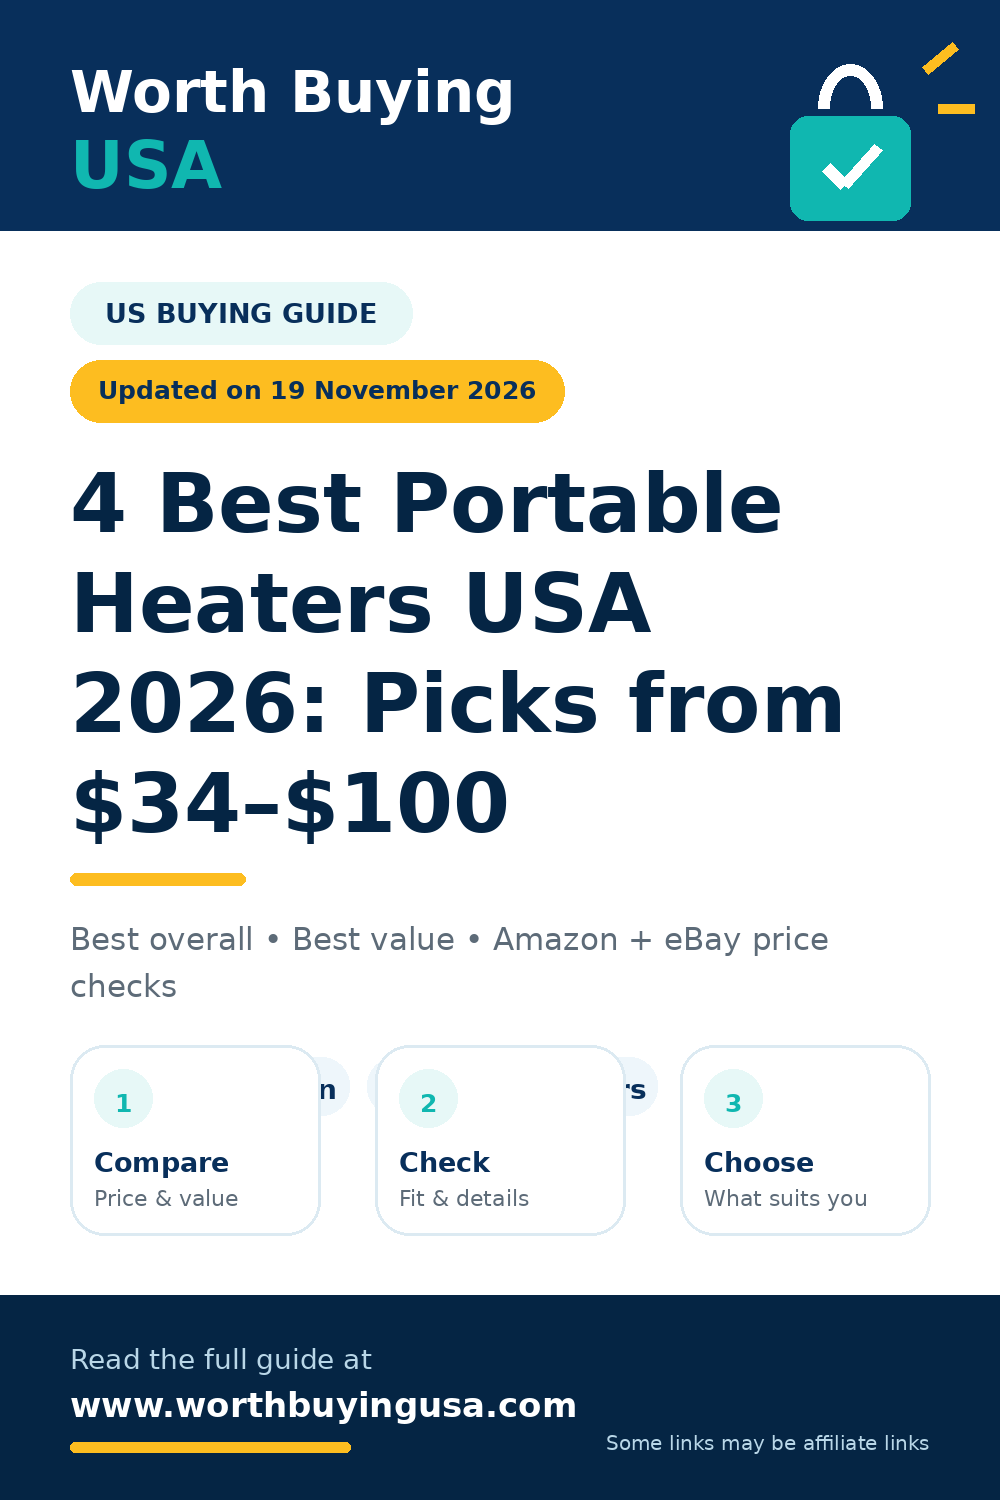 Worth Buying
USA
US BUYING GUIDE
Updated on 19 November 2026
4 Best Portable
Heaters USA
2026: Picks from
$34–$100
Best overall • Best value • Amazon + eBay price
checks
1
Compare
Price & value
2
Check
Fit & details
3
Choose
What suits you
Read the full guide at
www.worthbuyingusa.com
Some links may be affiliate links